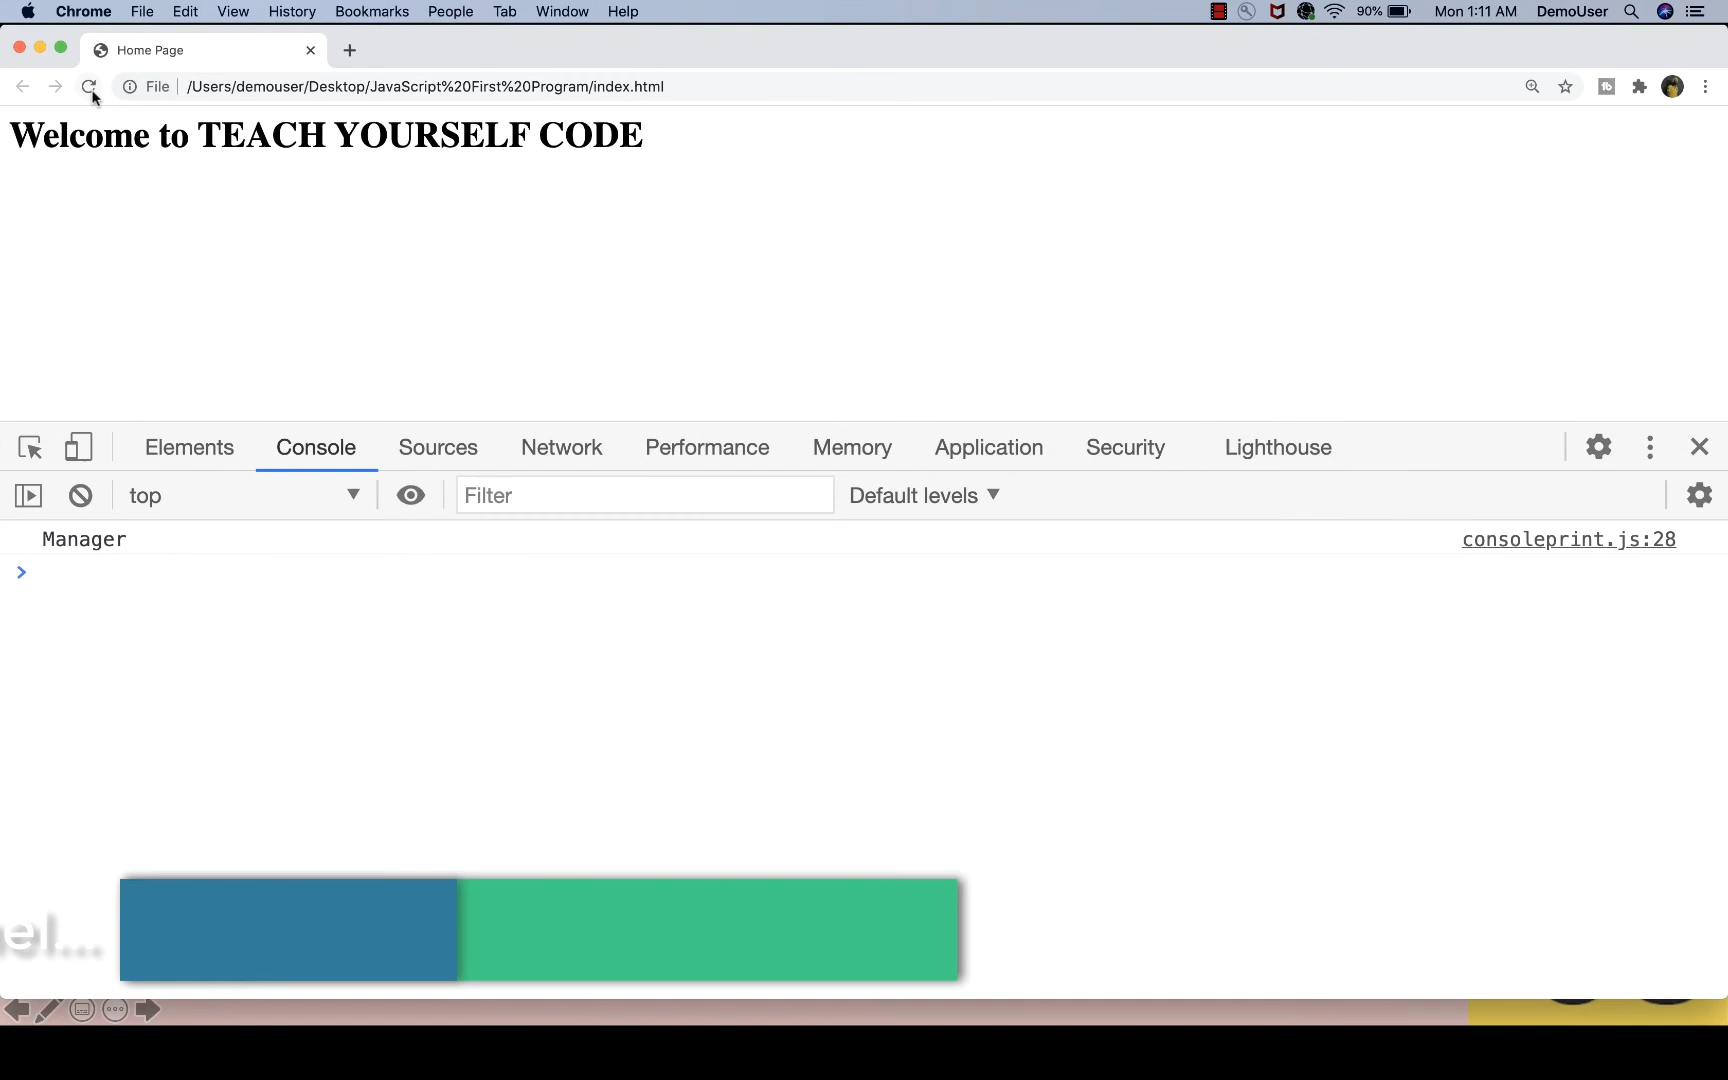 Chrome File Edit View History Bookmarks People Tab Window Help 90% Mon 1:11 AM DemoUser
Home Page
File /Users/demouser/Desktop/JavaScript%20First%20Program/index.html
Welcome to TEACH YOURSELF CODE
Elements Console Sources Network Performance Memory Application Security Lighthouse
top Filter Default levels
Manager consoleprint.js:28
el...